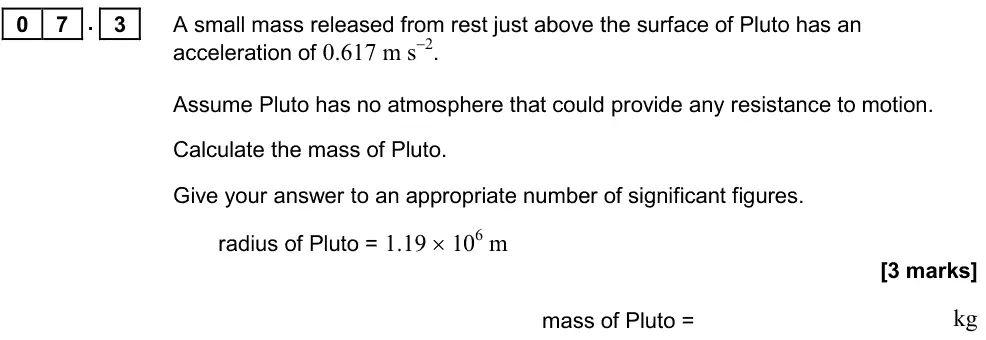 0 7 . 3 A small mass released from rest just above the surface of Pluto has an
acceleration of 0.617 m s⁻².
Assume Pluto has no atmosphere that could provide any resistance to motion.
Calculate the mass of Pluto.
Give your answer to an appropriate number of significant figures.
radius of Pluto = 1.19 × 10⁶ m
[3 marks]
mass of Pluto = kg